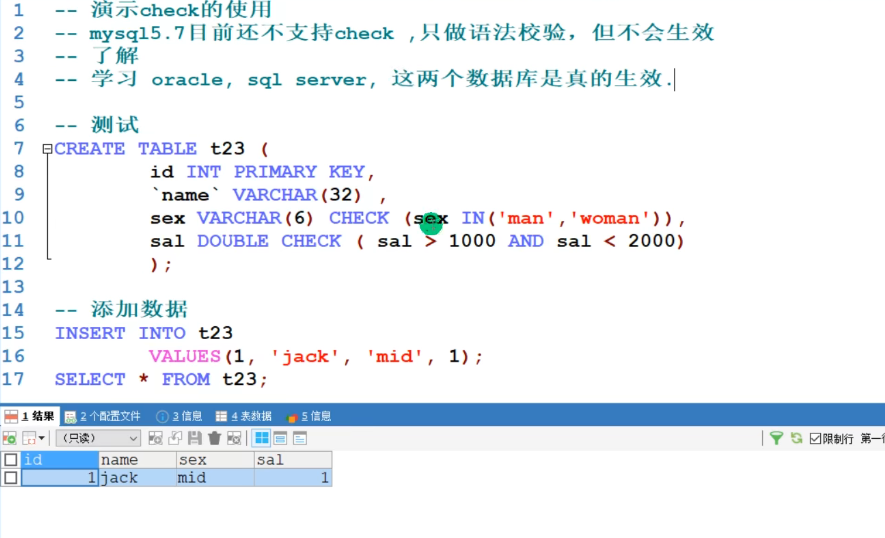 1 -- 演示check的使用
2 -- mysql5.7目前还不支持check ,只做语法校验，但不会生效
3 -- 了解
4 -- 学习 oracle, sql server, 这两个数据库是真的生效.
5
6 -- 测试
7 CREATE TABLE t23 (
8 id INT PRIMARY KEY,
9 `name` VARCHAR(32) ,
10 sex VARCHAR(6) CHECK (sex IN('man','woman')),
11 sal DOUBLE CHECK ( sal > 1000 AND sal < 2000)
12 );
13
14 -- 添加数据
15 INSERT INTO t23
16 VALUES(1, 'jack', 'mid', 1);
17 SELECT * FROM t23;
1 结果 2 个配置文件 3 信息 4 表数据 5 信息
（只读） 限制行 第一行
id name sex sal
1 jack mid 1